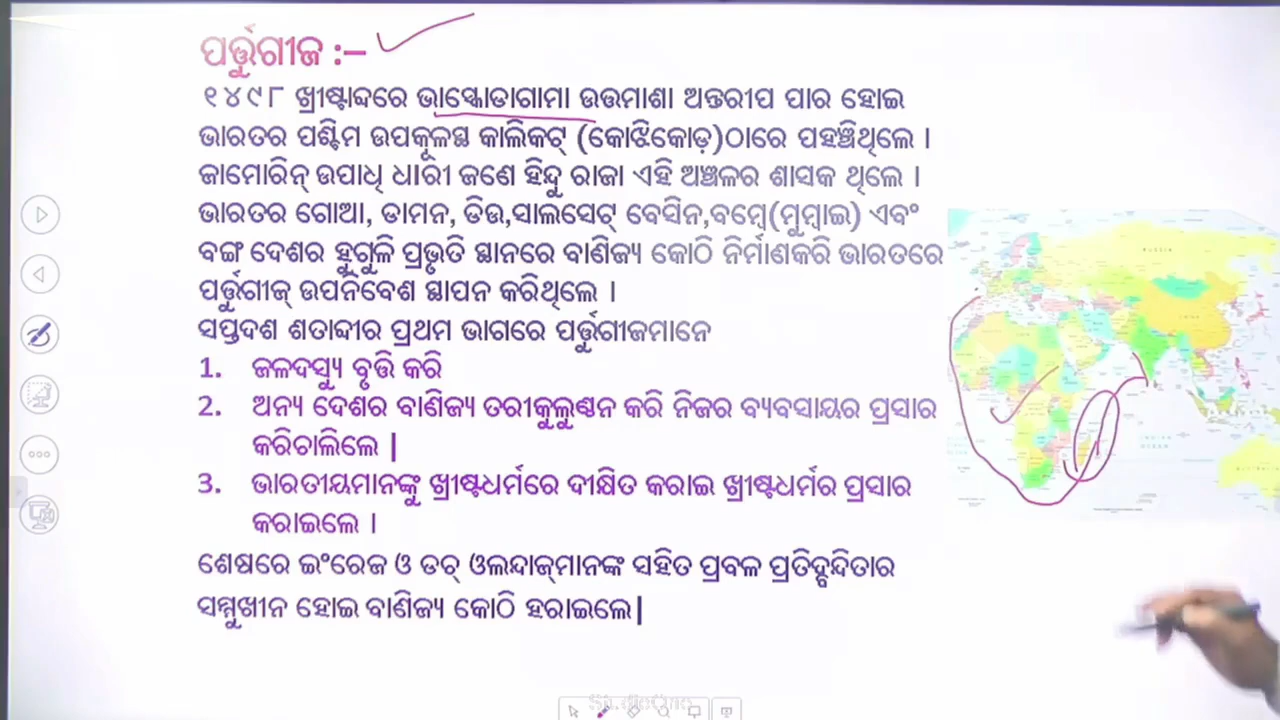 ପର୍ତ୍ତୁଗୀଜ :–
୧୪୯୮ ଖ୍ରୀଷ୍ଟାବ୍ଦରେ ଭାସ୍କୋଡାଗାମା ଉତ୍ତମାଶା ଅନ୍ତରୀପ ପାର ହୋଇ
ଭାରତର ପଶ୍ଚିମ ଉପକୂଳସ୍ଥ କାଲିକଟ୍ (କୋଝିକୋଡ଼)ଠାରେ ପହଞ୍ଚିଥିଲେ ।
ଜାମୋରିନ୍ ଉପାଧି ଧାରୀ ଜଣେ ହିନ୍ଦୁ ରାଜା ଏହି ଅଞ୍ଚଳର ଶାସକ ଥିଲେ ।
ଭାରତର ଗୋଆ, ଡାମନ, ଡିଉ,ସାଲସେଟ୍ ବେସିନ,ବମ୍ବେ(ମୁମ୍ବାଇ) ଏବଂ
ବଙ୍ଗ ଦେଶର ହୁଗୁଳି ପ୍ରଭୃତି ସ୍ଥାନରେ ବାଣିଜ୍ୟ କୋଠି ନିର୍ମାଣକରି ଭାରତରେ
ପର୍ତ୍ତୁଗୀଜ୍ ଉପନିବେଶ ସ୍ଥାପନ କରିଥିଲେ ।
ସପ୍ତଦଶ ଶତାବ୍ଦୀର ପ୍ରଥମ ଭାଗରେ ପର୍ତ୍ତୁଗୀଜମାନେ
1. ଜଳଦସ୍ୟୁ ବୃତ୍ତି କରି
2. ଅନ୍ୟ ଦେଶର ବାଣିଜ୍ୟ ତରୀକୁଲୁଣ୍ଠନ କରି ନିଜର ବ୍ୟବସାୟର ପ୍ରସାର
କରିଚାଲିଲେ |
3. ଭାରତୀୟମାନଙ୍କୁ ଖ୍ରୀଷ୍ଟଧର୍ମରେ ଦୀକ୍ଷିତ କରାଇ ଖ୍ରୀଷ୍ଟଧର୍ମର ପ୍ରସାର
କରାଇଲେ ।
ଶେଷରେ ଇଂରେଜ ଓ ଡଚ୍ ଓଲନ୍ଦାଜ୍‌ମାନଙ୍କ ସହିତ ପ୍ରବଳ ପ୍ରତିଦ୍ବନ୍ଦିତାର
ସମ୍ମୁଖୀନ ହୋଇ ବାଣିଜ୍ୟ କୋଠି ହରାଇଲେ|